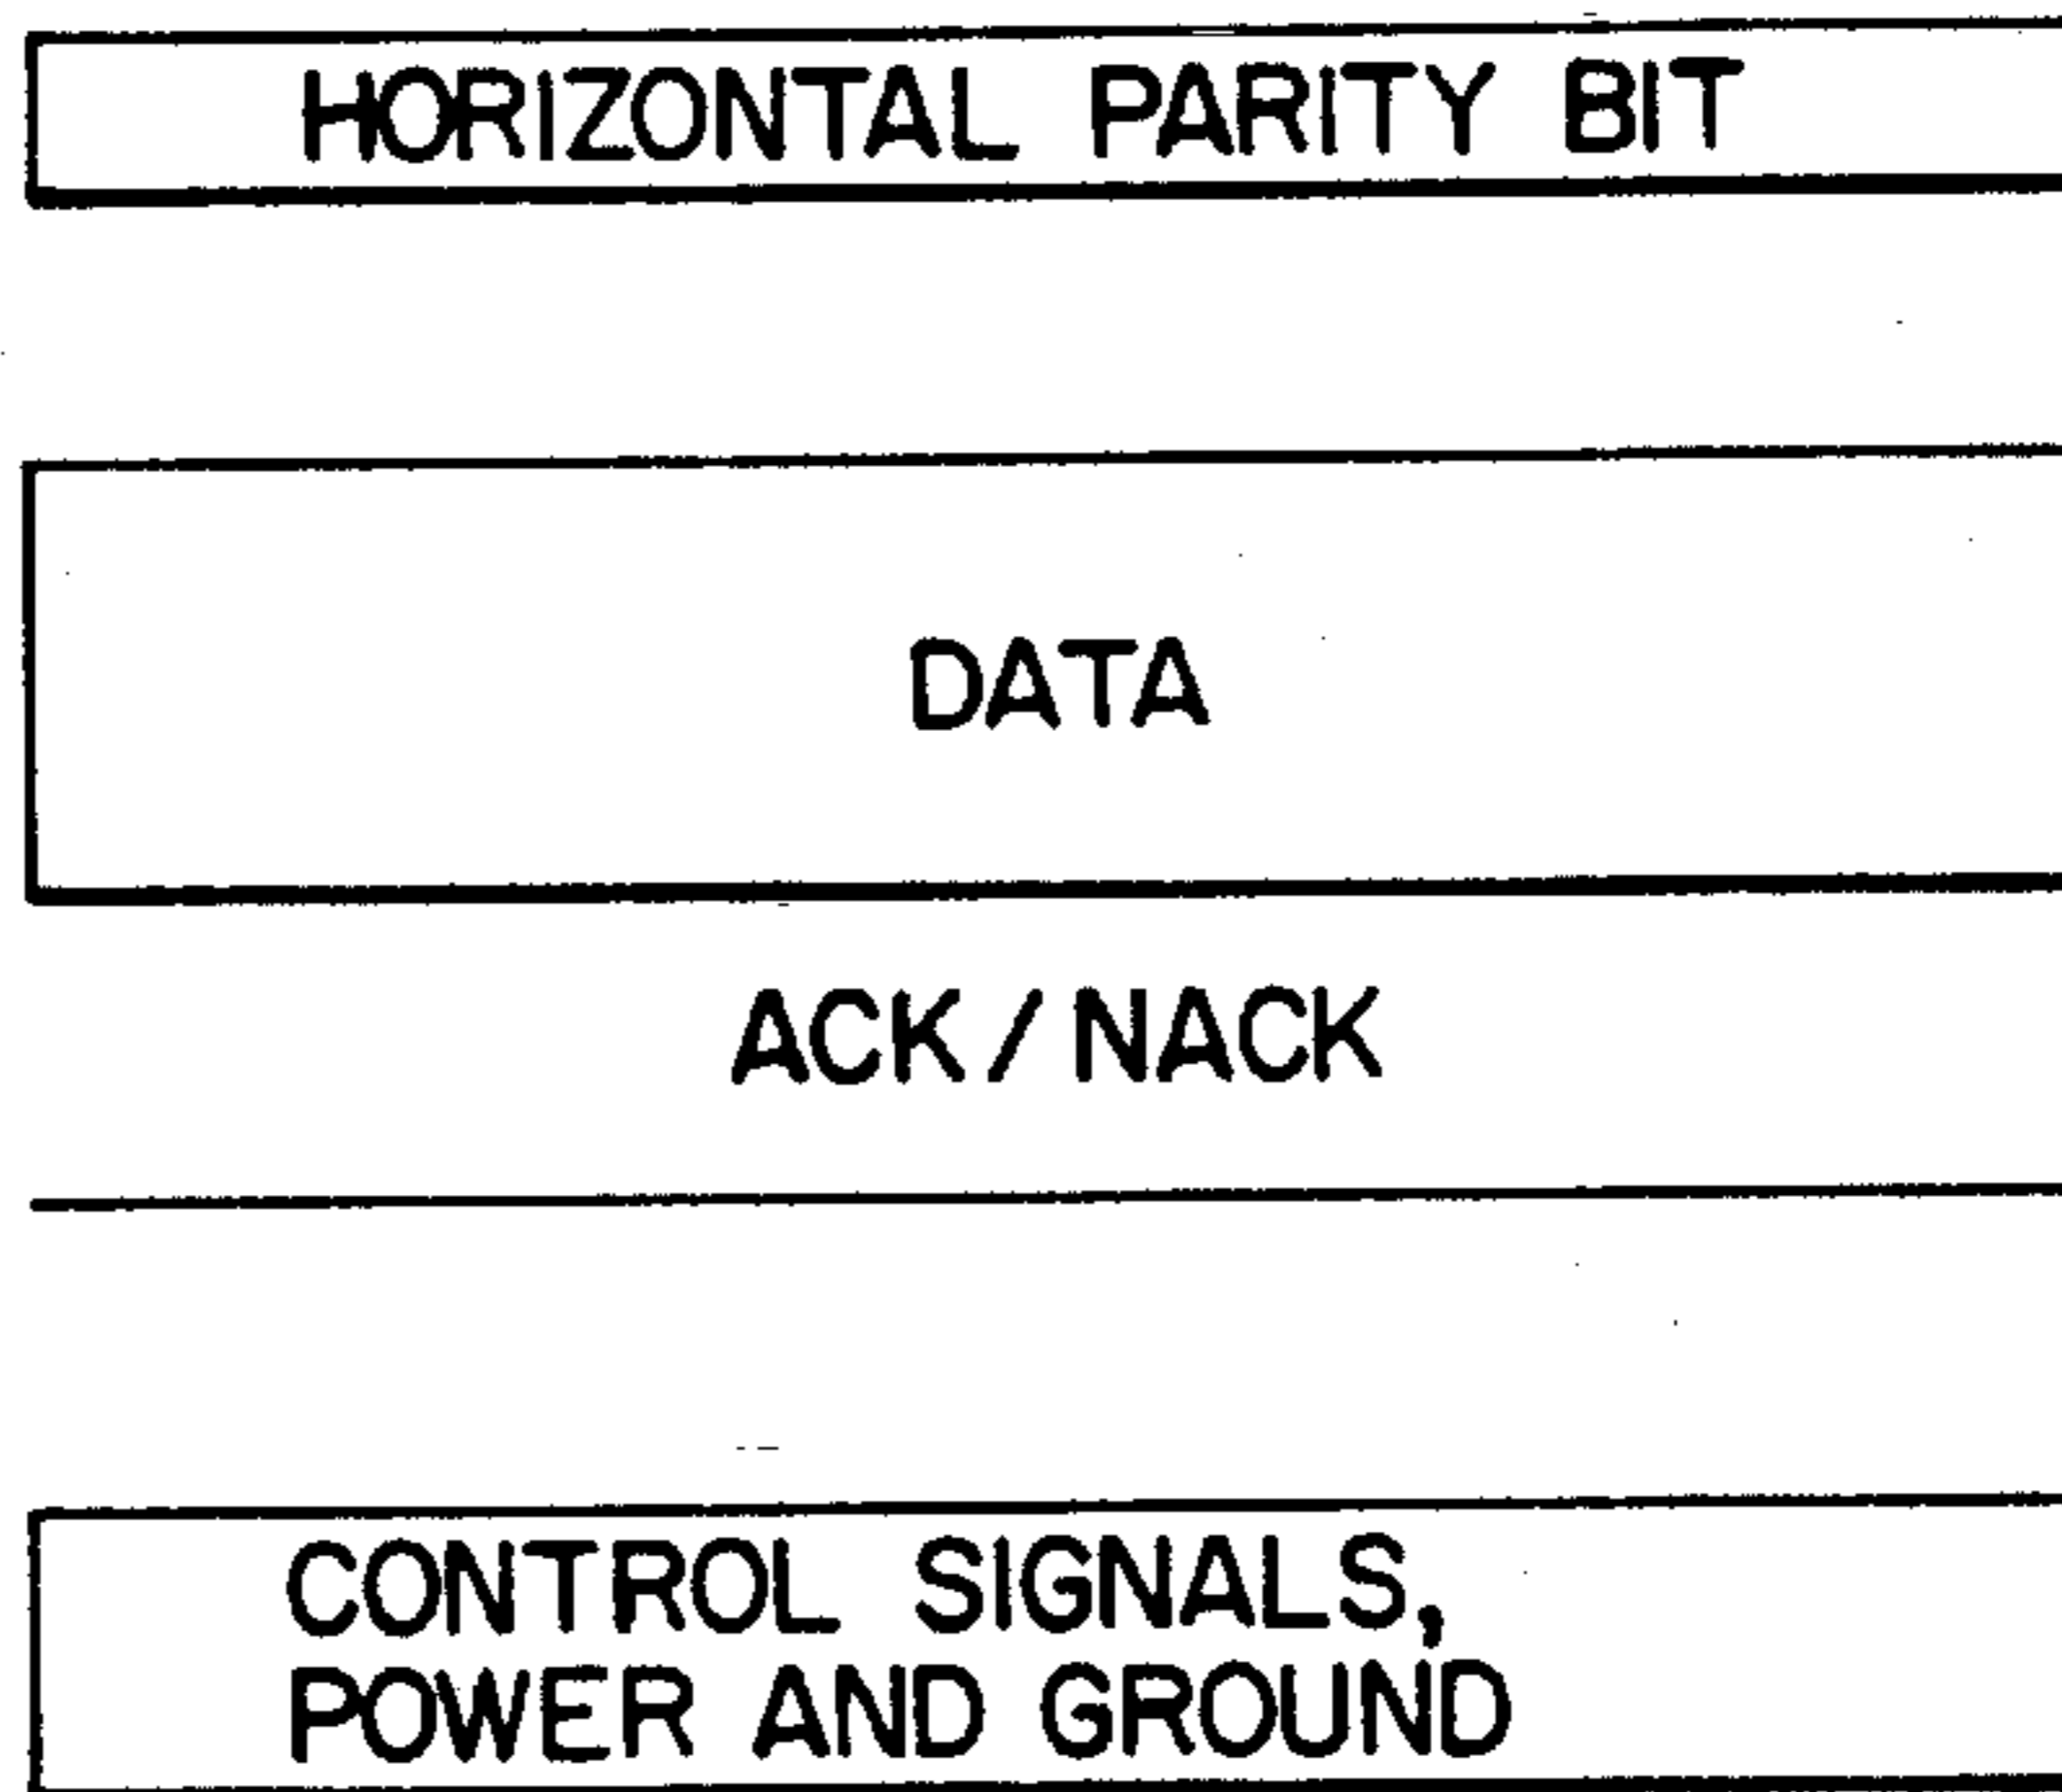 HORIZONTAL PARITY BIT
DATA
ACK/NACK
CONTROL SIGNALS,
POWER AND GROUND